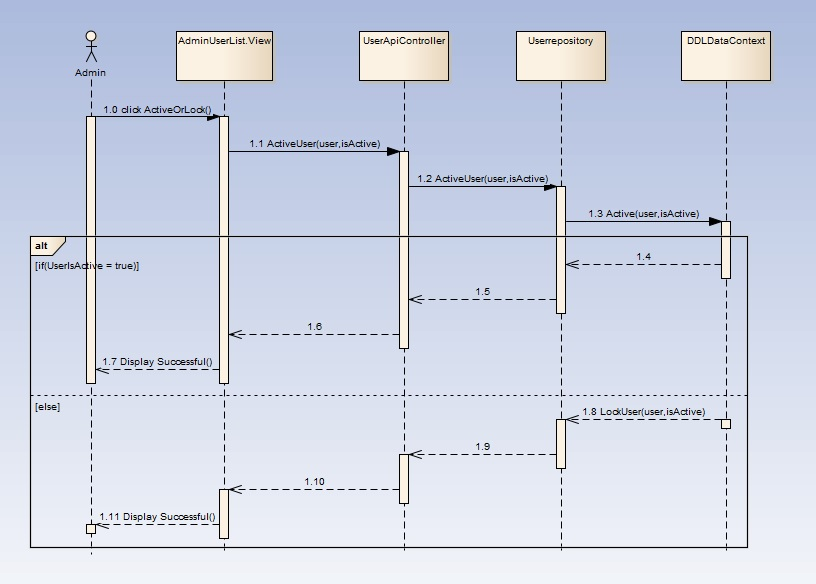 AdminUserList.View
UserApiController
Userrepository
DDLDataContext
Admin
1.0 click ActiveOrLock()
1.1 ActiveUser(user,isActive)
1.2 ActiveUser(user,isActive)
1.3 Active(user,isActive)
alt
[if(UserIsActive = true)]
1.4
1.5
1.6
1.7 Display Successful()
[else]
1.8 LockUser(user,isActive)
1.9
1.10
1.11 Display Successful()